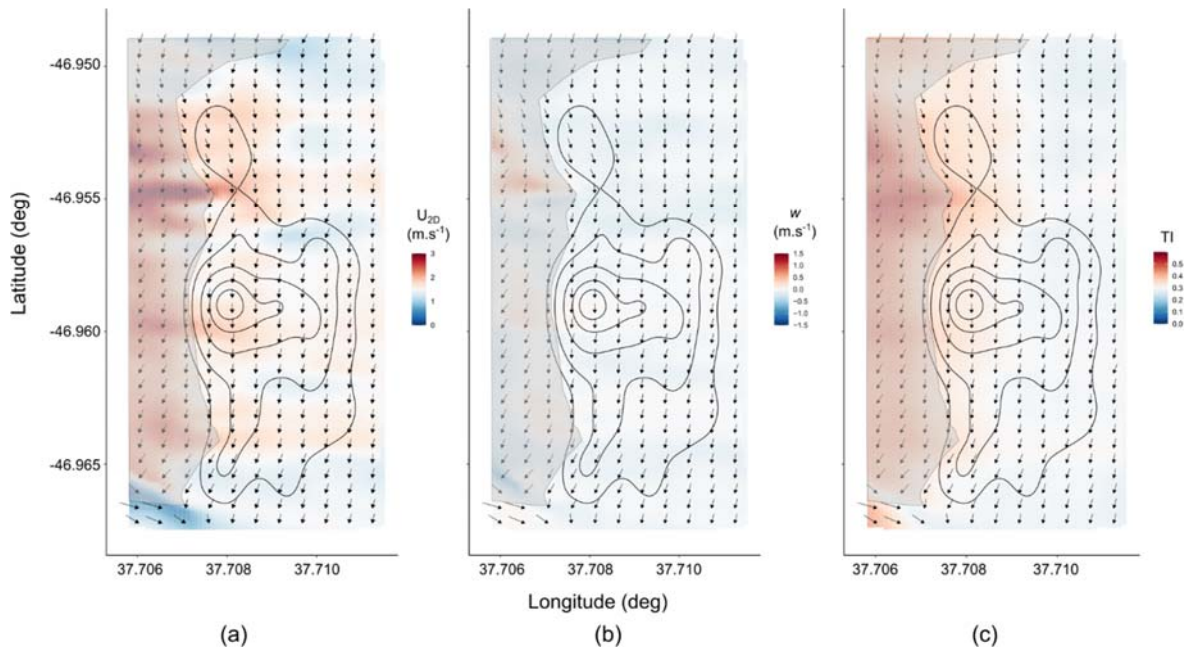 Latitude (deg)
-46.950
-46.955
-46.960
-46.965
U2D
(m.s⁻¹)
3
2
1
0
w
(m.s⁻¹)
1.5
1.0
0.5
0.0
−0.5
−1.0
−1.5
TI
0.5
0.4
0.3
0.2
0.1
0.0
37.706 37.708 37.710
37.706 37.708 37.710
37.706 37.708 37.710
Longitude (deg)
(a) (b) (c)